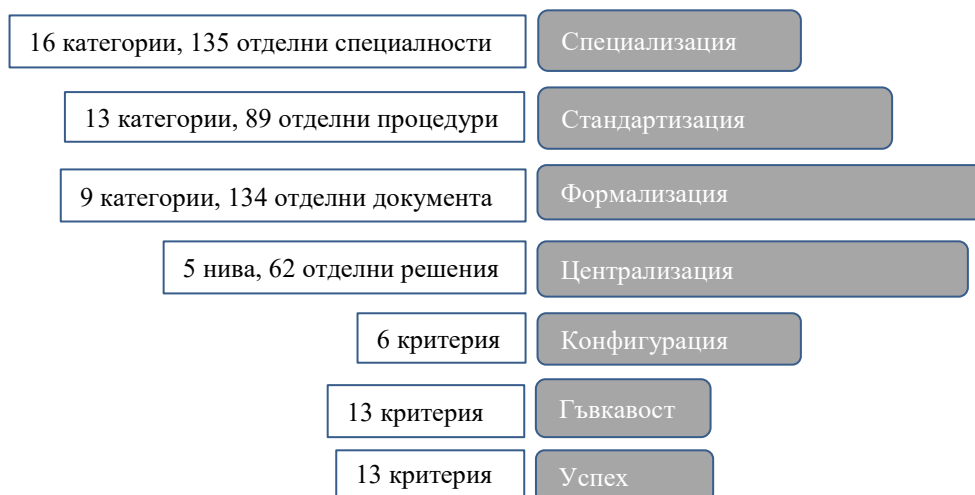 16 категории, 135 отделни специалности Специализация
13 категории, 89 отделни процедури Стандартизация
9 категории, 134 отделни документа Формализация
5 нива, 62 отделни решения Централизация
6 критерия Конфигурация
13 критерия Гъвкавост
13 критерия Успех